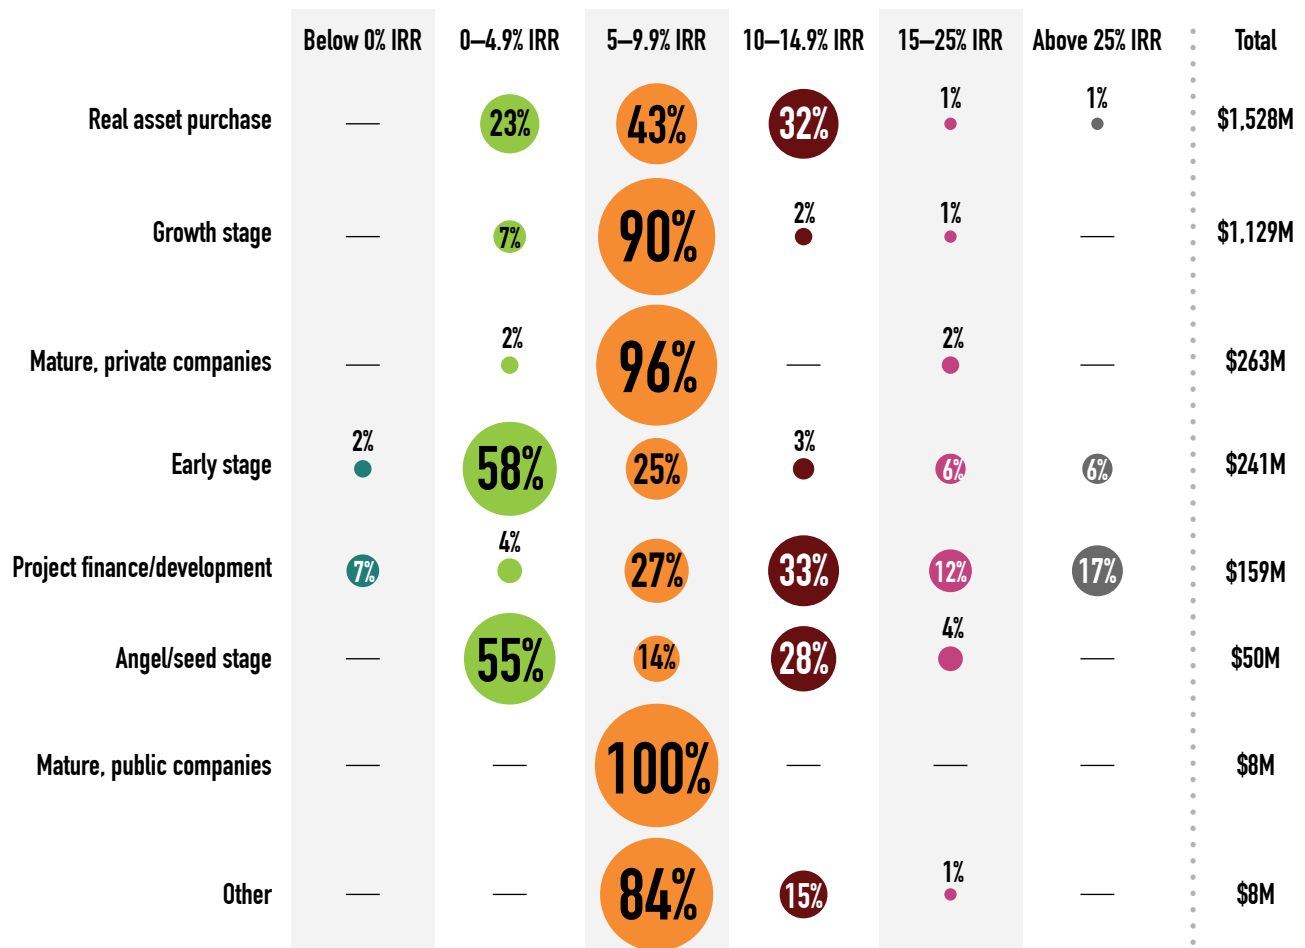 Below 0% IRR 0–4.9% IRR 5–9.9% IRR 10–14.9% IRR 15–25% IRR Above 25% IRR Total
Real asset purchase — 23% 43% 32% 1% 1% $1,528M
Growth stage — 7% 90% 2% 1% — $1,129M
Mature, private companies — 2% 96% — 2% — $263M
Early stage 2% 58% 25% 3% 6% 6% $241M
Project finance/development 7% 4% 27% 33% 12% 17% $159M
Angel/seed stage — 55% 14% 28% 4% — $50M
Mature, public companies — — 100% — — — $8M
Other — — 84% 15% 1% — $8M